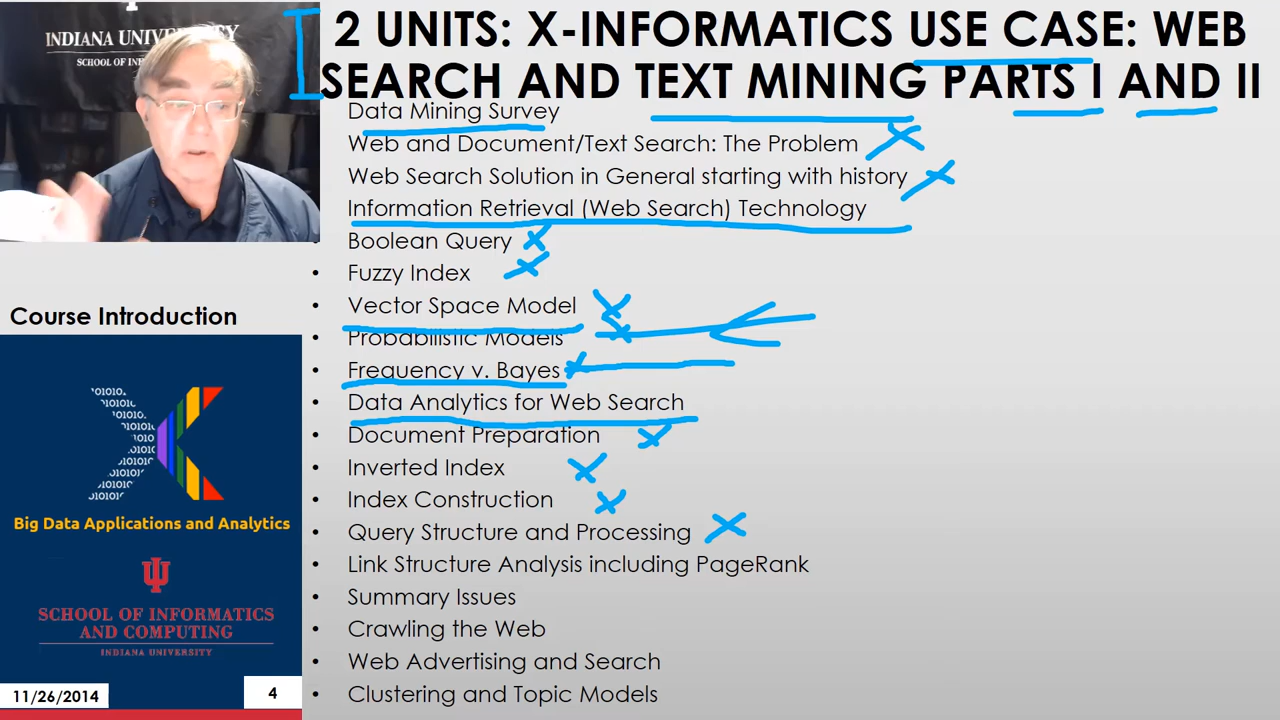 INDIANA UNIVERSITY
2 UNITS: X-INFORMATICS USE CASE: WEB
SEARCH AND TEXT MINING PARTS I AND II
Data Mining Survey
Web and Document/Text Search: The Problem
Web Search Solution in General starting with history
Information Retrieval (Web Search) Technology
• Boolean Query
• Fuzzy Index
• Vector Space Model
• Probabilistic Models
• Frequency v. Bayes
• Data Analytics for Web Search
• Document Preparation
• Inverted Index
• Index Construction
• Query Structure and Processing
• Link Structure Analysis including PageRank
• Summary Issues
• Crawling the Web
• Web Advertising and Search
• Clustering and Topic Models
Course Introduction
Big Data Applications and Analytics
SCHOOL OF INFORMATICS
AND COMPUTING
INDIANA UNIVERSITY
11/26/2014
4